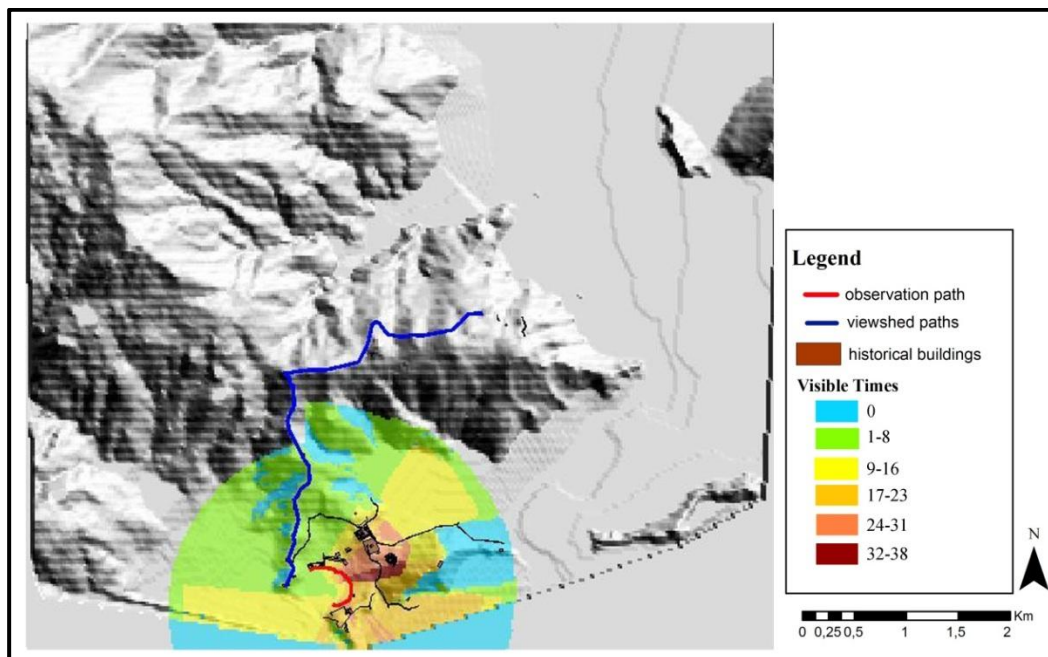 Legend
observation path
viewshed paths
historical buildings
Visible Times
0
1-8
9-16
17-23
24-31
32-38
N
Km
0 0,25 0,5 1 1,5 2